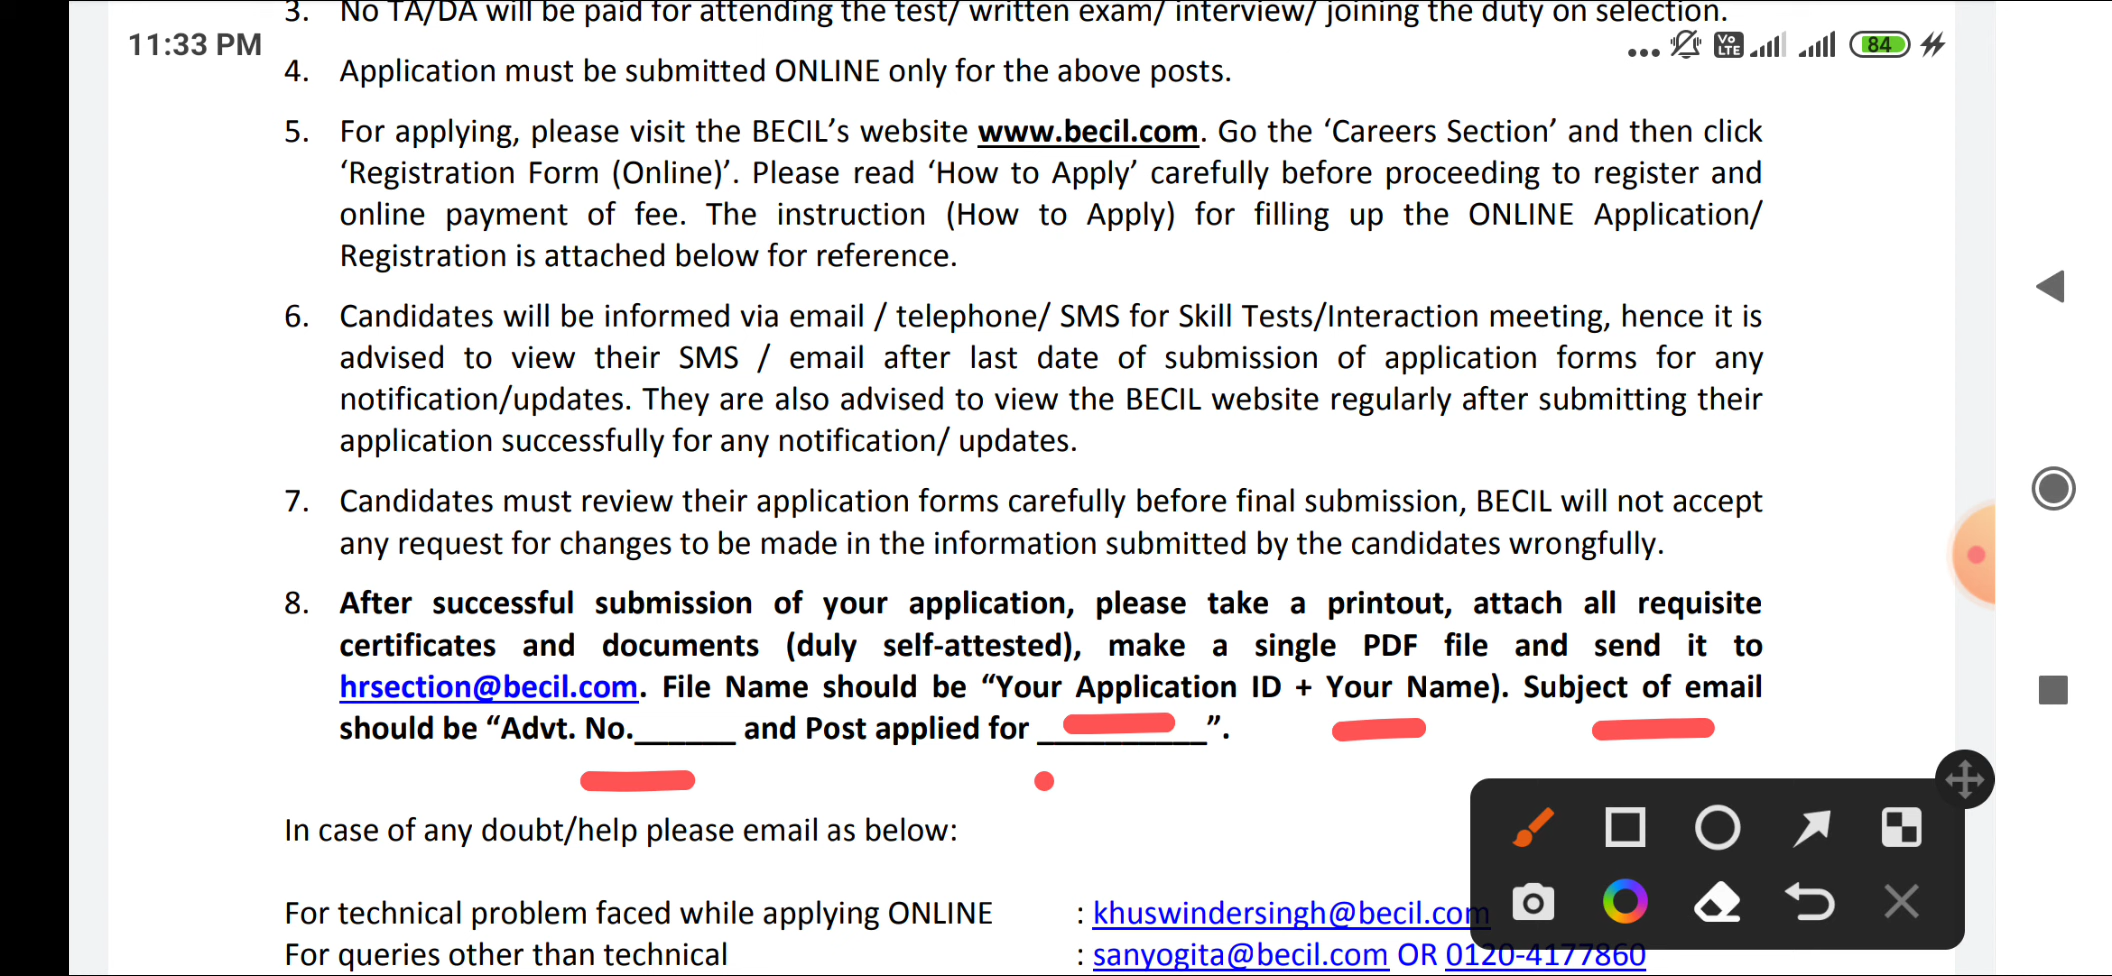 3. No TA/DA will be paid for attending the test/ written exam/ interview/ joining the duty on selection.
11:33 PM
Vo LTE 84
4. Application must be submitted ONLINE only for the above posts.
5. For applying, please visit the BECIL’s website www.becil.com. Go the ‘Careers Section’ and then click
‘Registration Form (Online)’. Please read ‘How to Apply’ carefully before proceeding to register and
online payment of fee. The instruction (How to Apply) for filling up the ONLINE Application/
Registration is attached below for reference.
6. Candidates will be informed via email / telephone/ SMS for Skill Tests/Interaction meeting, hence it is
advised to view their SMS / email after last date of submission of application forms for any
notification/updates. They are also advised to view the BECIL website regularly after submitting their
application successfully for any notification/ updates.
7. Candidates must review their application forms carefully before final submission, BECIL will not accept
any request for changes to be made in the information submitted by the candidates wrongfully.
8. After successful submission of your application, please take a printout, attach all requisite
certificates and documents (duly self-attested), make a single PDF file and send it to
hrsection@becil.com. File Name should be “Your Application ID + Your Name). Subject of email
should be “Advt. No.______ and Post applied for __________”.
In case of any doubt/help please email as below:
For technical problem faced while applying ONLINE : khuswindersingh@becil.com
For queries other than technical : sanyogita@becil.com OR 0120-4177860